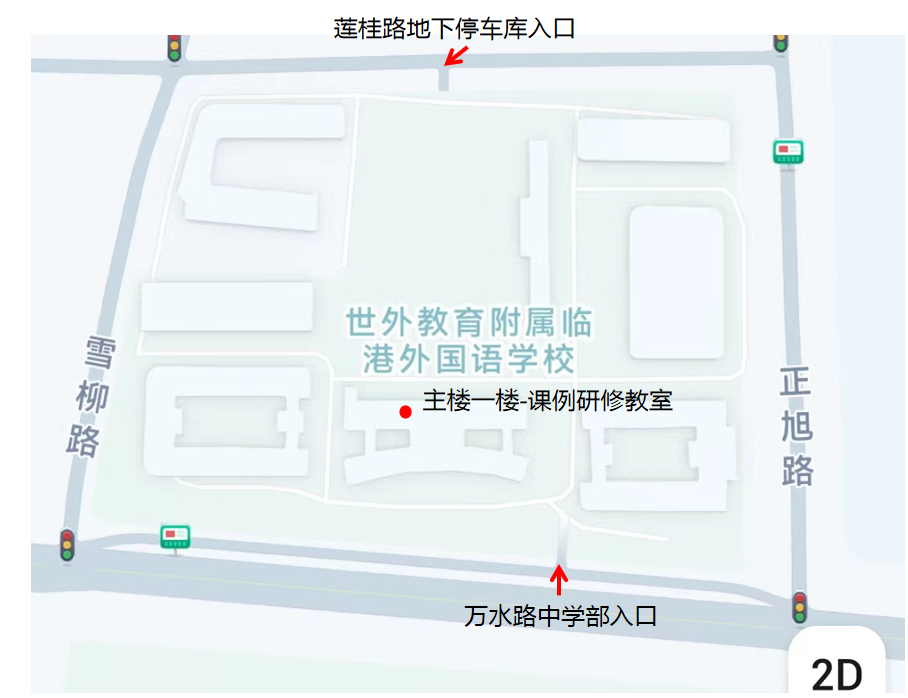 莲桂路地下停车库入口
世外教育附属临
港外国语学校
雪柳路
主楼一楼-课例研修教室
正旭路
万水路中学部入口
2D